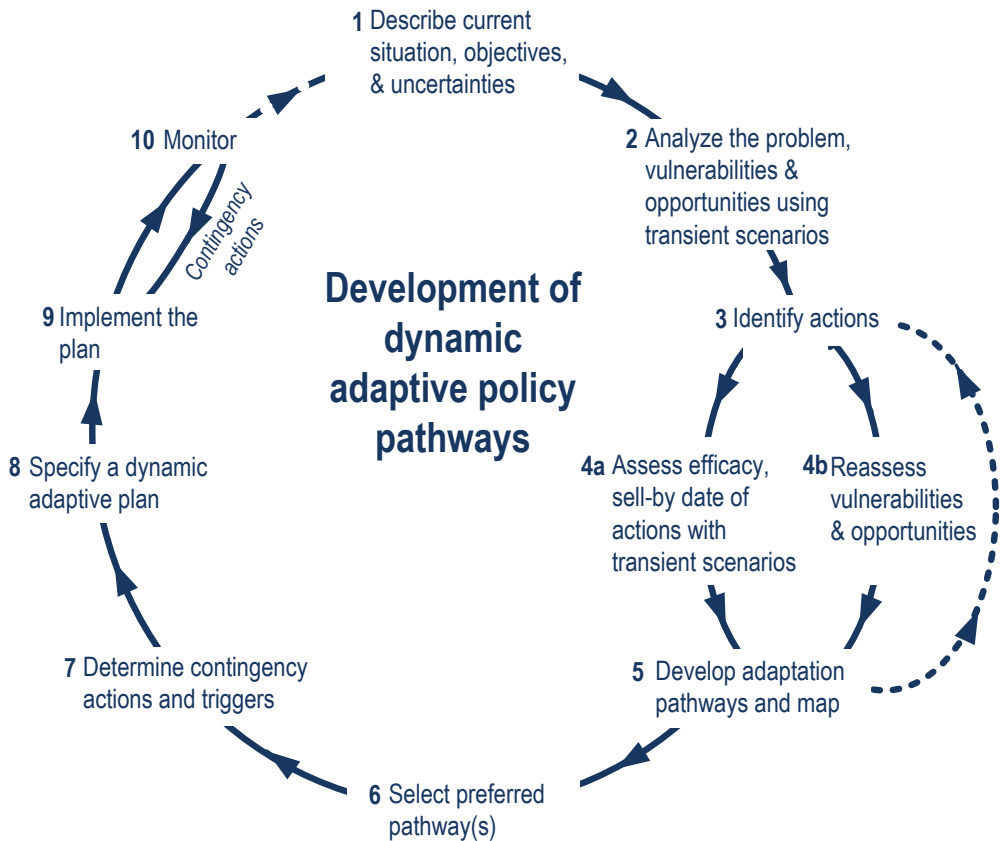 1 Describe current
situation, objectives,
& uncertainties
2 Analyze the problem,
vulnerabilities &
opportunities using
transient scenarios
3 Identify actions
4a Assess efficacy,
sell-by date of
actions with
transient scenarios
4b Reassess
vulnerabilities
& opportunities
5 Develop adaptation
pathways and map
6 Select preferred
pathway(s)
7 Determine contingency
actions and triggers
8 Specify a dynamic
adaptive plan
9 Implement the
plan
10 Monitor
Contingency
actions
Development of
dynamic
adaptive policy
pathways